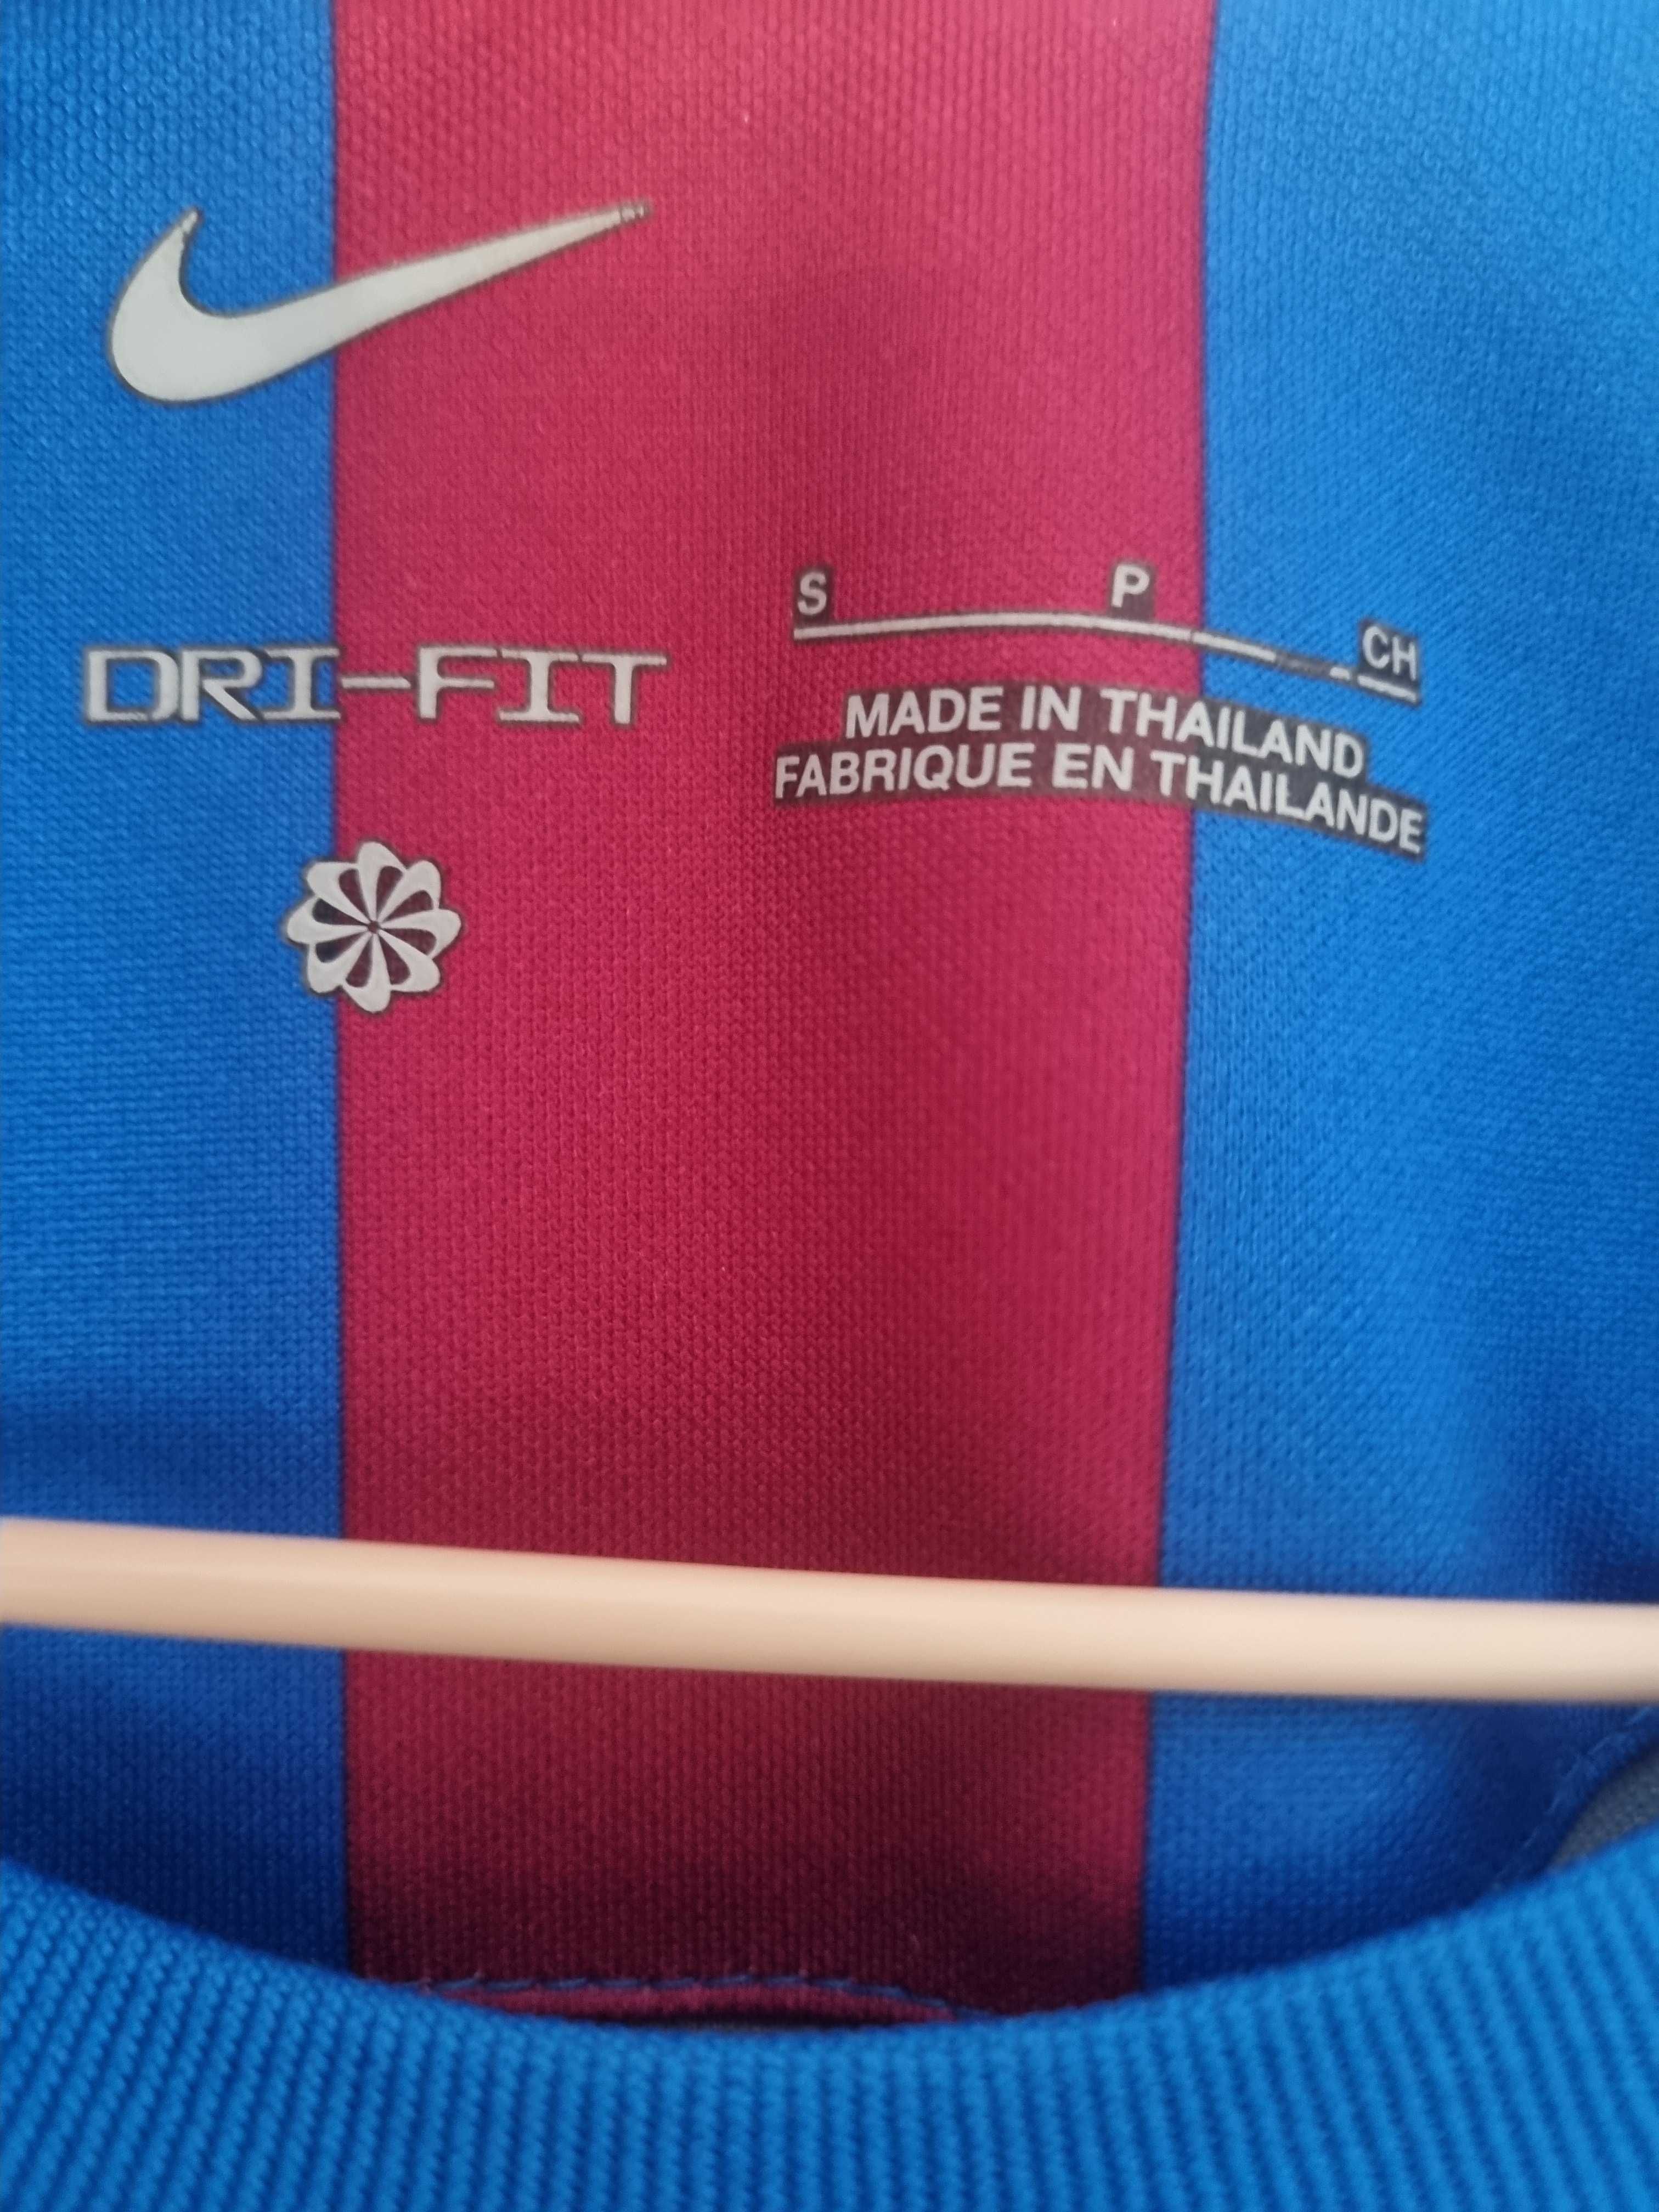 S P CH
DRI-FIT
MADE IN THAILAND
FABRIQUE EN THAILANDE